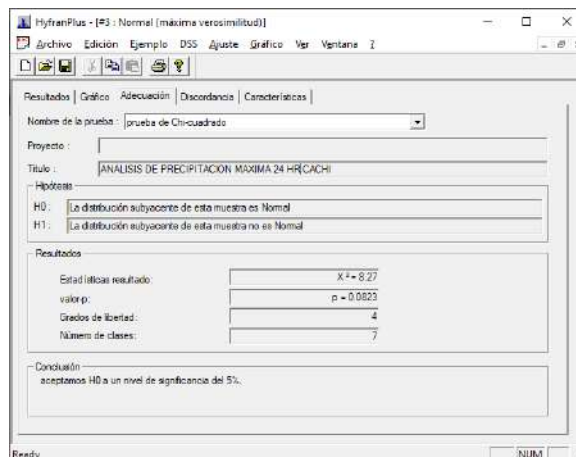 HyfranPlus - [#3 : Normal (máxima verosimilitud)]
Archivo Edición Ejemplo DSS Ajuste Gráfico Ver Ventana ?
Resultados Gráfico Adecuación Discordancia Características
Nombre de la prueba : prueba de Chi-cuadrado
Proyecto :
Titulo : ANALISIS DE PRECIPITACION MAXIMA 24 HR CACHI
Hipótesis
H0 : La distribución subyacente de esta muestra es Normal
H1 : La distribución subyacente de esta muestra no es Normal
Resultados
Estadísticas resultado: X² = 8.27
valor-p: p = 0.0823
Grados de libertad: 4
Número de clases: 7
Conclusión
aceptamos H0 a un nivel de significancia del 5%.
Ready NUM